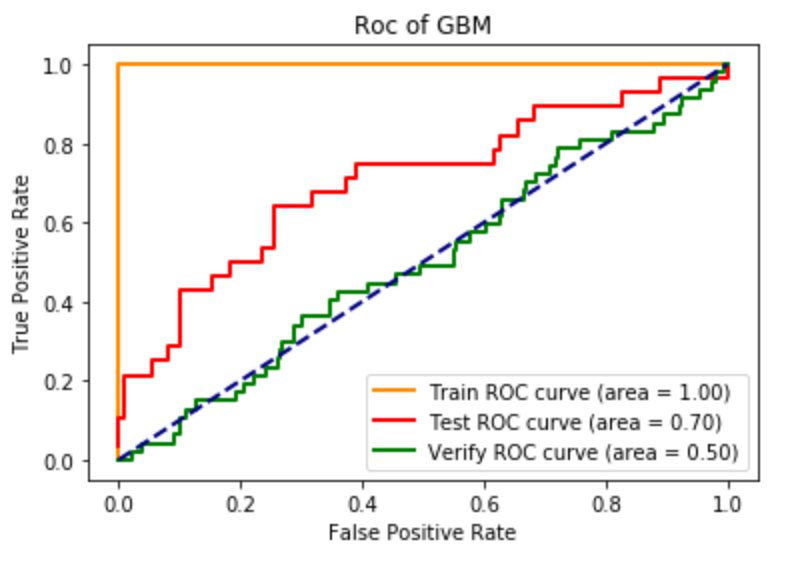 Roc of GBM
1.0
0.8
0.6
0.4
0.2
0.0
True Positive Rate
Train ROC curve (area = 1.00)
Test ROC curve (area = 0.70)
Verify ROC curve (area = 0.50)
0.0 0.2 0.4 0.6 0.8 1.0
False Positive Rate